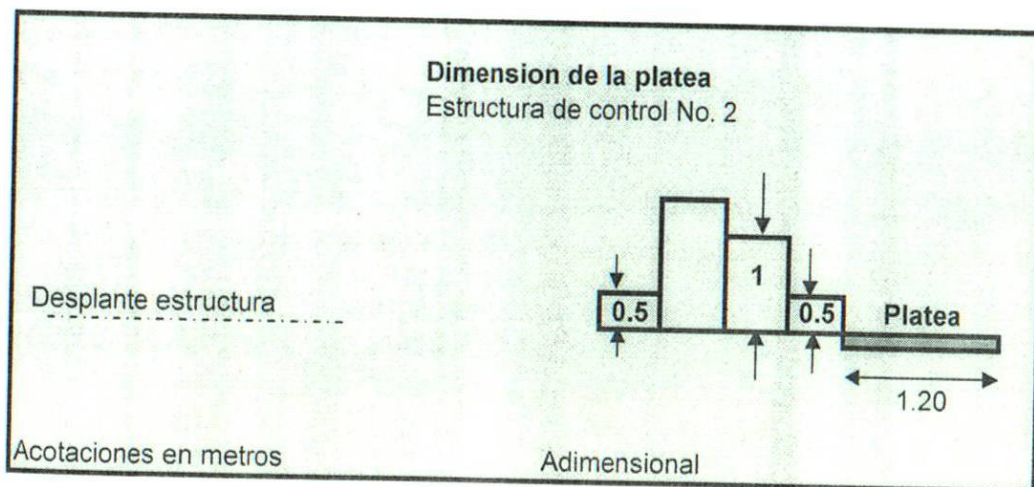 Dimension de la platea
Estructura de control No. 2
1
Desplante estructura
0.5
0.5
Platea
1.20
Acotaciones en metros
Adimensional